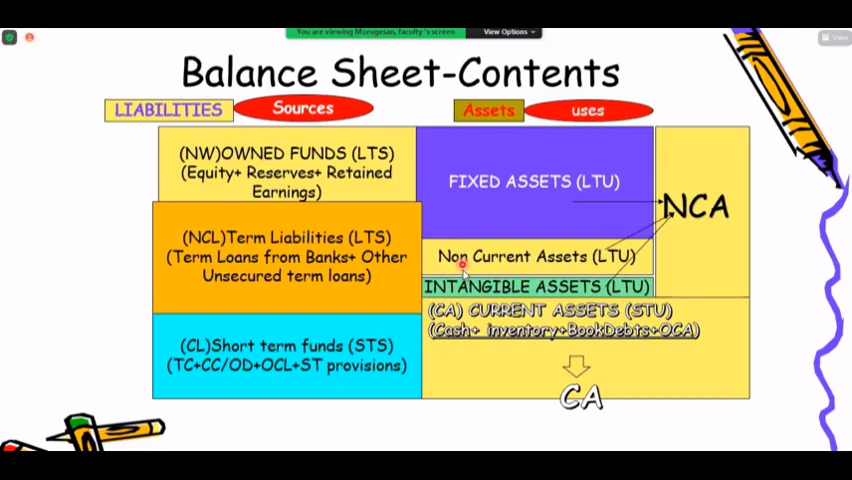 You are viewing Murugesan, faculty's screen
View Options
View
Balance Sheet-Contents
LIABILITIES
Sources
Assets
uses
(NW)OWNED FUNDS (LTS)
(Equity+ Reserves+ Retained
Earnings)
FIXED ASSETS (LTU)
NCA
(NCL)Term Liabilities (LTS)
(Term Loans from Banks+ Other
Unsecured term loans)
Non Current Assets (LTU)
INTANGIBLE ASSETS (LTU)
(CA) CURRENT ASSETS (STU)
(Cash+ inventory+BookDebts+OCA)
(CL)Short term funds (STS)
(TC+CC/OD+OCL+ST provisions)
CA